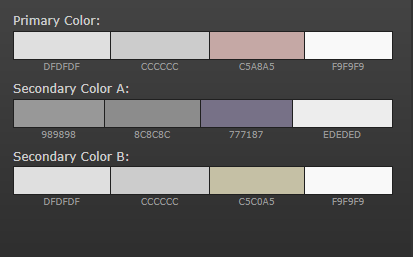 Primary Color:
DFDFDF CCCCCC C5A8A5 F9F9F9
Secondary Color A:
989898 8C8C8C 777187 EDEDED
Secondary Color B:
DFDFDF CCCCCC C5C0A5 F9F9F9